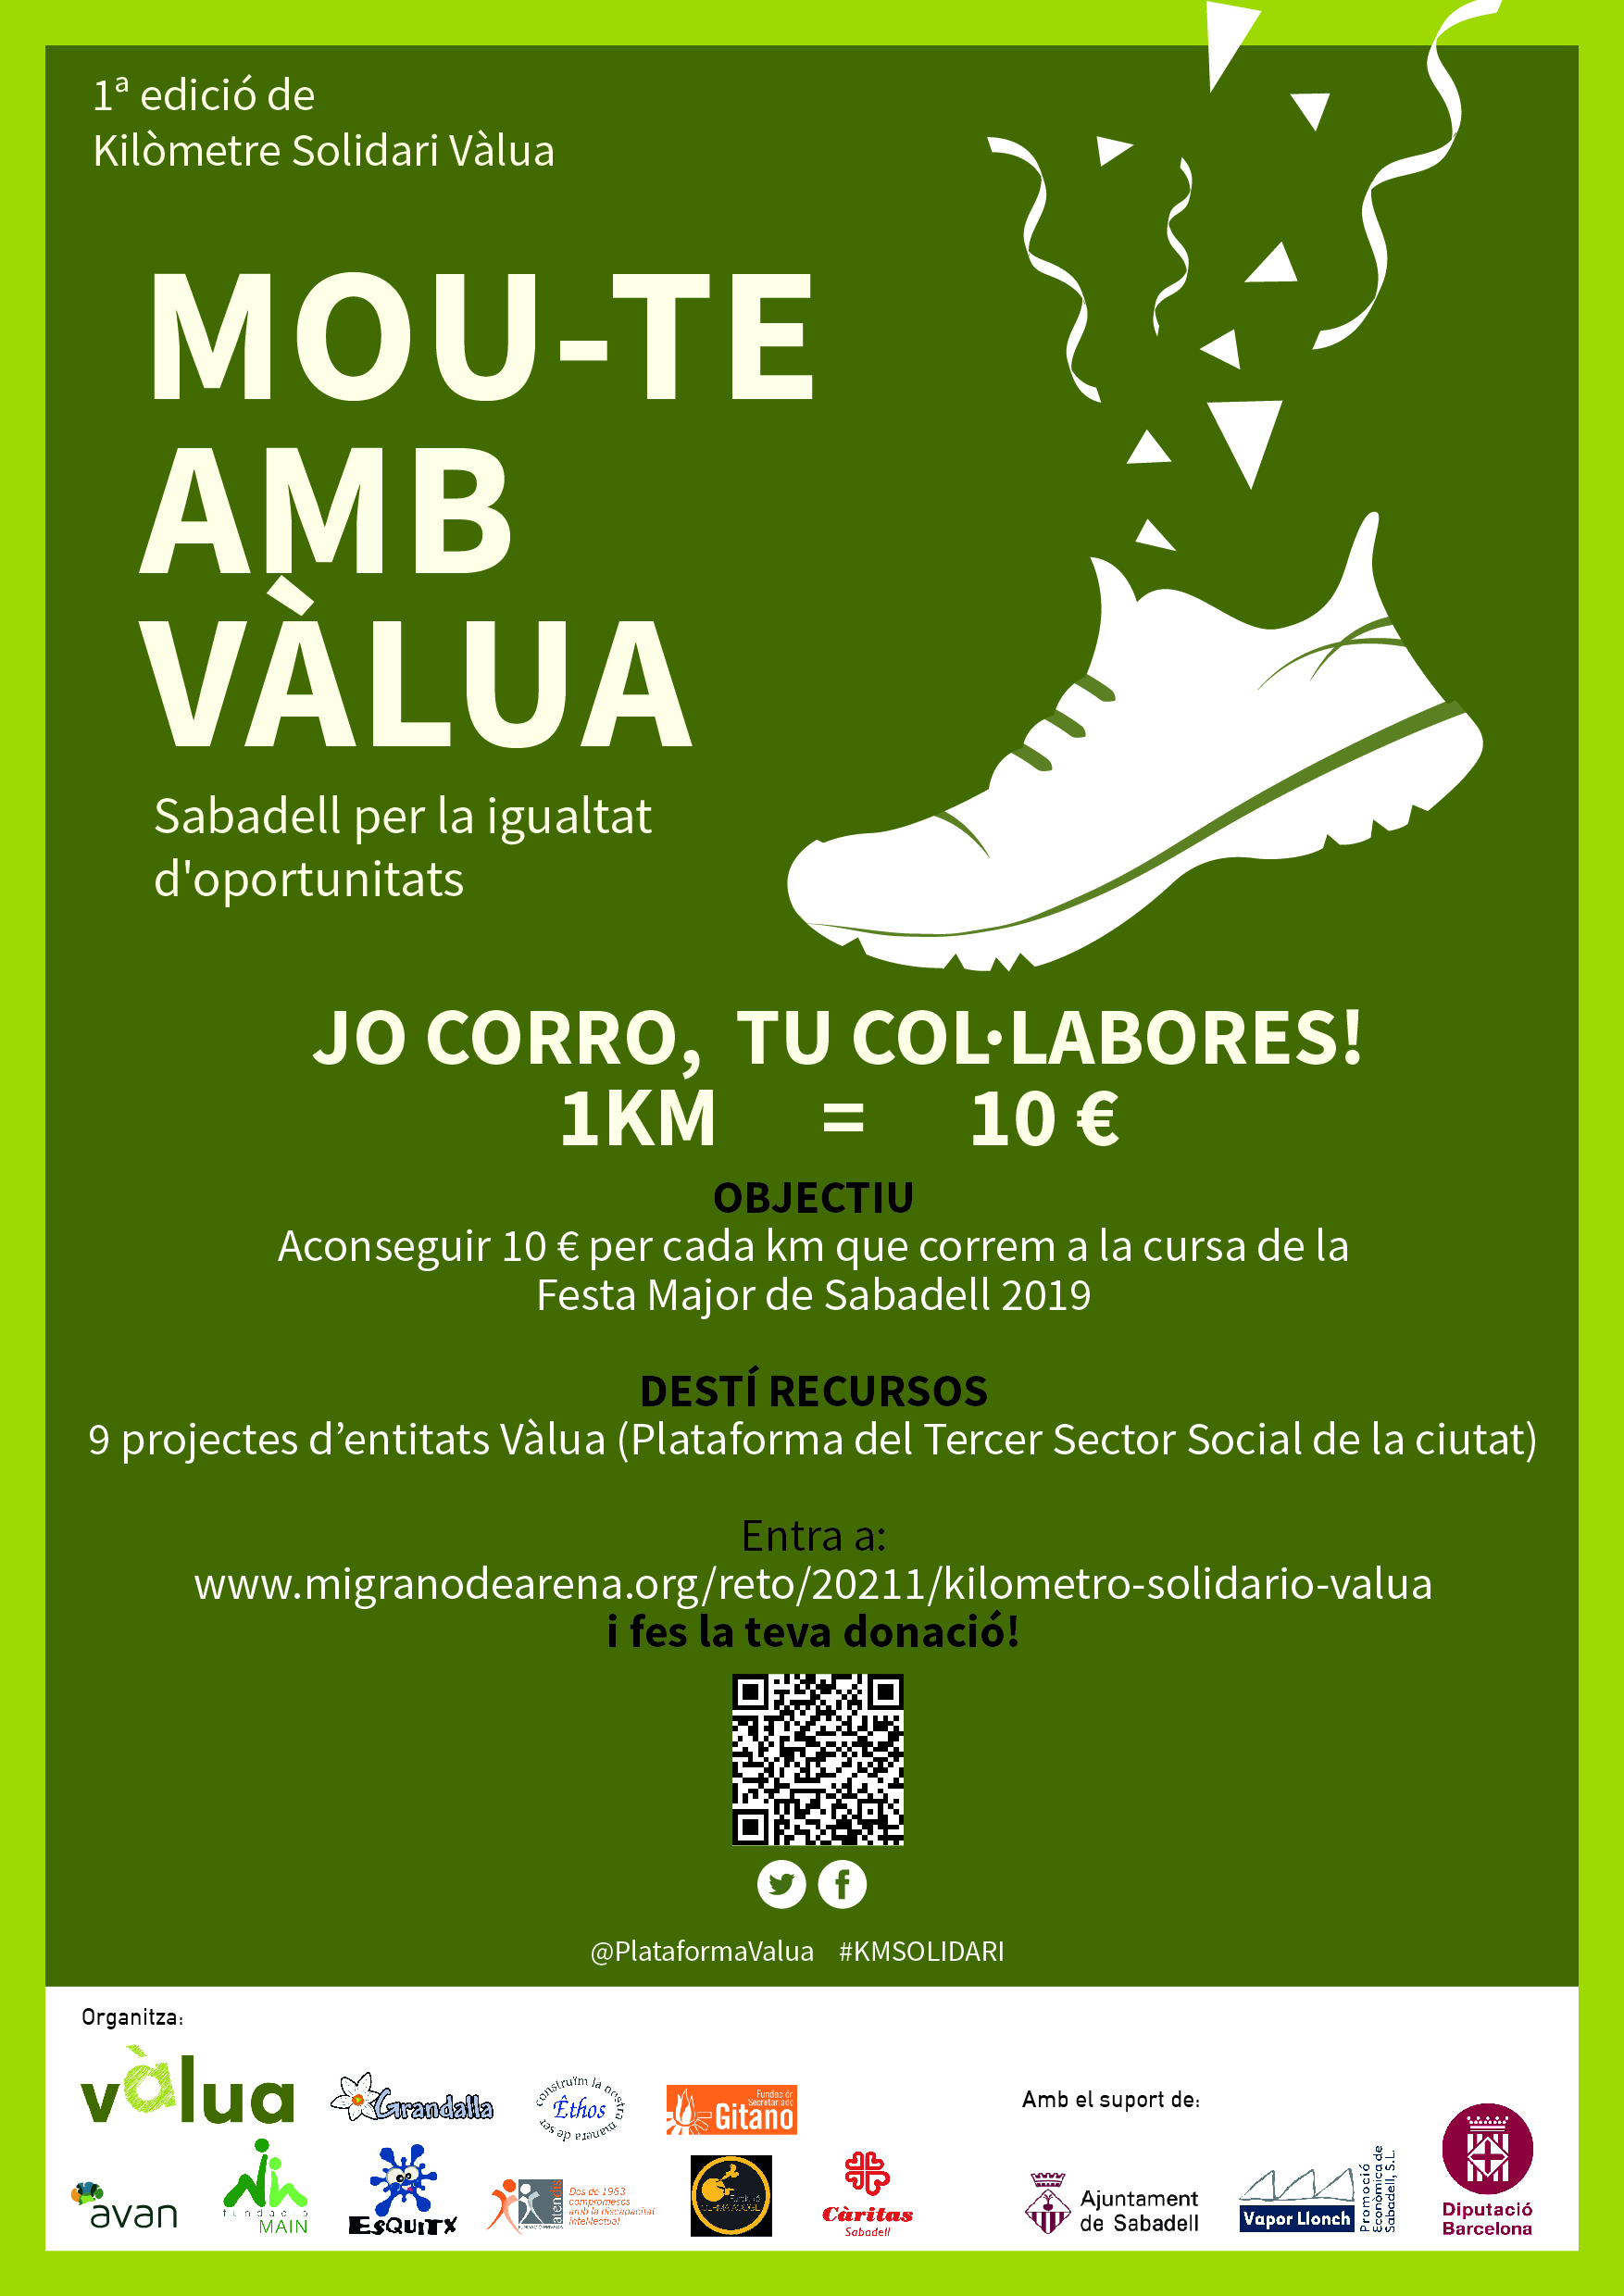 1ª edició de
Kilòmetre Solidari Vàlua
MOU-TE
AMB
VÀLUA
Sabadell per la igualtat
d'oportunitats
JO CORRO, TU COL·LABORES!
1KM = 10 €
OBJECTIU
Aconseguir 10 € per cada km que correm a la cursa de la
Festa Major de Sabadell 2019
DESTÍ RECURSOS
9 projectes d’entitats Vàlua (Plataforma del Tercer Sector Social de la ciutat)
Entra a:
www.migranodearena.org/reto/20211/kilometro-solidario-valua
i fes la teva donació!
@PlataformaValua #KMSOLIDARI
Organitza:
vàlua
Grandalla
construïm la nostra manera de ser
Êthos
Fundación
Secretariado
Gitano
Amb el suport de:
avan
fundació
MAIN
EsQuiTX
atendis
Des de 1963
compromesos
amb la discapacitat
intel·lectual
Càritas
Sabadell
Ajuntament
de Sabadell
Vapor Llonch
Promoció
Econòmica de
Sabadell, S.L.
Diputació
Barcelona